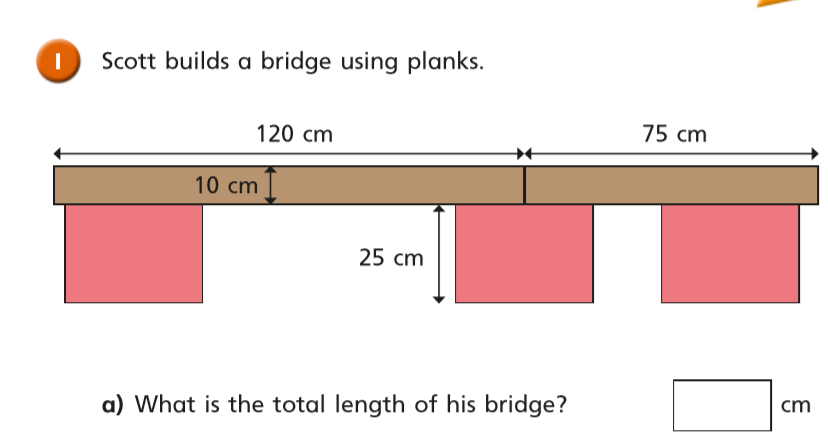 1 Scott builds a bridge using planks.
120 cm 75 cm
10 cm
25 cm
a) What is the total length of his bridge? cm